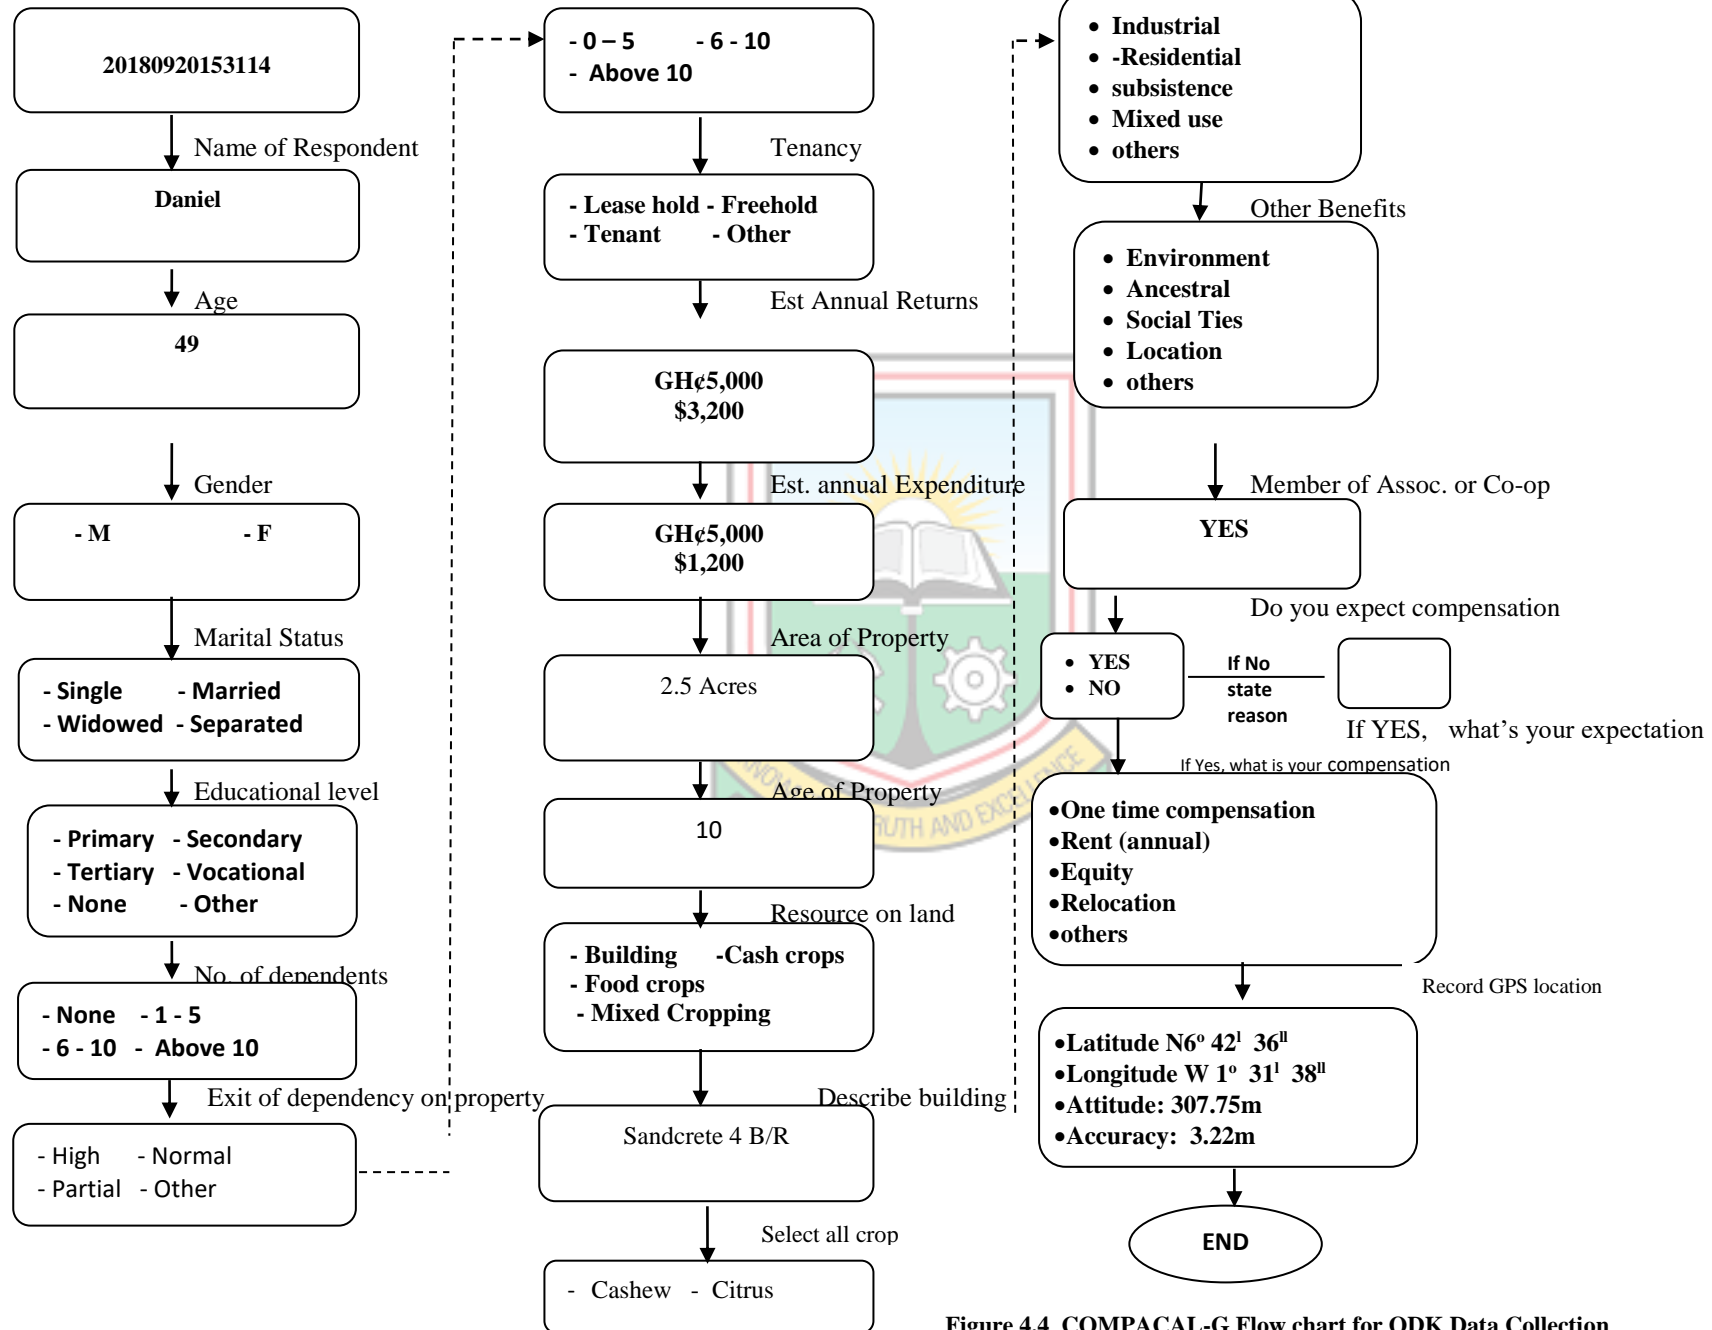 20180920153114
Name of Respondent
Daniel
Age
49
Gender
- M - F
Marital Status
- Single - Married
- Widowed - Separated
Educational level
- Primary - Secondary
- Tertiary - Vocational
- None - Other
No. of dependents
- None - 1 - 5
- 6 - 10 - Above 10
Exit of dependency on property
- High - Normal
- Partial - Other
- 0 – 5 - 6 - 10
- Above 10
Tenancy
- Lease hold - Freehold
- Tenant - Other
Est Annual Returns
GH¢5,000
$3,200
Est. annual Expenditure
GH¢5,000
$1,200
Area of Property
2.5 Acres
Age of Property
10
Resource on land
- Building -Cash crops
- Food crops
- Mixed Cropping
Describe building
Sandcrete 4 B/R
Select all crop
- Cashew - Citrus
• Industrial
• -Residential
• subsistence
• Mixed use
• others
Other Benefits
• Environment
• Ancestral
• Social Ties
• Location
• others
Member of Assoc. or Co-op
YES
Do you expect compensation
• YES
• NO
If No
state
reason
If YES, what's your expectation
If Yes, what is your compensation
•One time compensation
•Rent (annual)
•Equity
•Relocation
•others
Record GPS location
•Latitude N6º 42ˡ 36ˡˡ
•Longitude W 1º 31ˡ 38ˡˡ
•Attitude: 307.75m
•Accuracy: 3.22m
END
Figure 4.4 COMPACAL-G Flow chart for ODK Data Collection
TRUTH AND EXCELLENCE